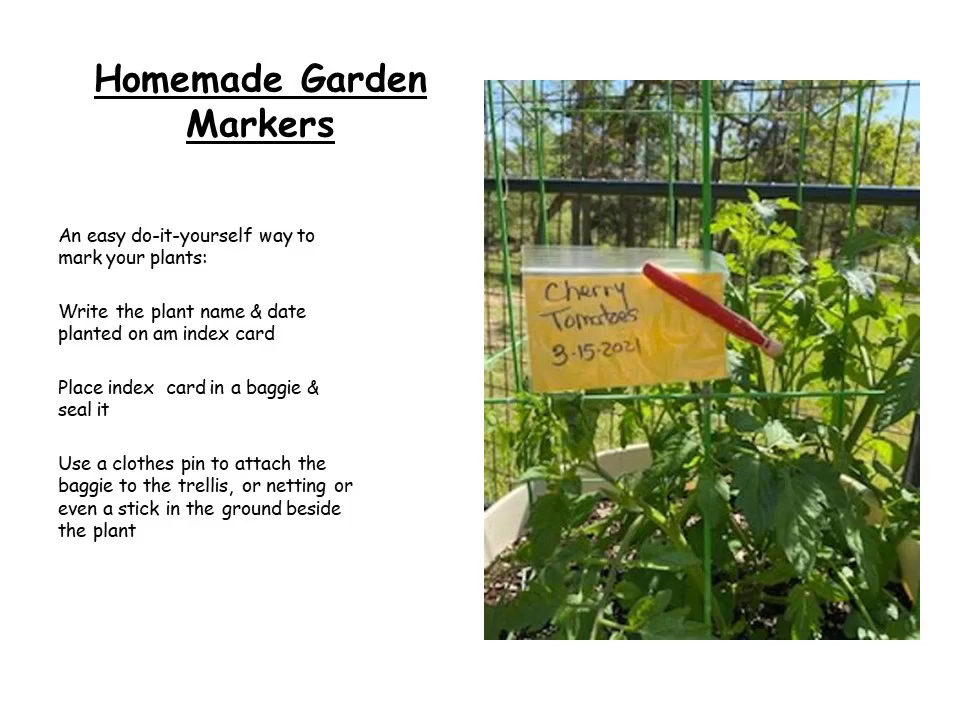 Homemade Garden
Markers
An easy do-it-yourself way to
mark your plants:
Write the plant name & date
planted on am index card
Place index card in a baggie &
seal it
Use a clothes pin to attach the
baggie to the trellis, or netting or
even a stick in the ground beside
the plant
Cherry
Tomatoes
3-15-2021